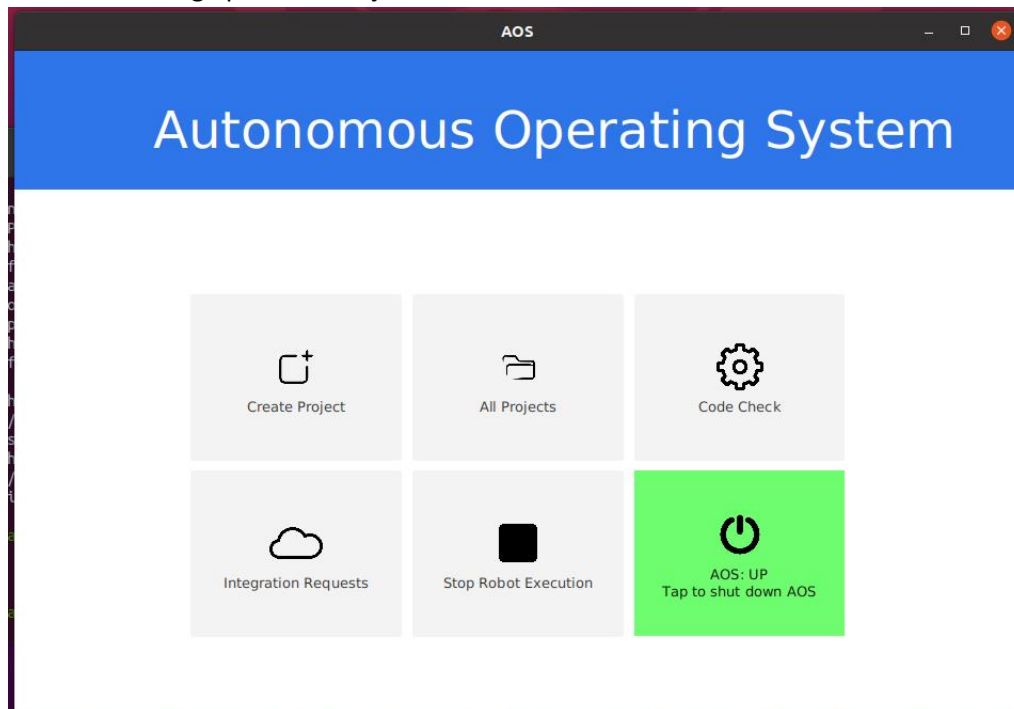 AOS
Autonomous Operating System
Create Project
All Projects
Code Check
Integration Requests
Stop Robot Execution
AOS: UP
Tap to shut down AOS